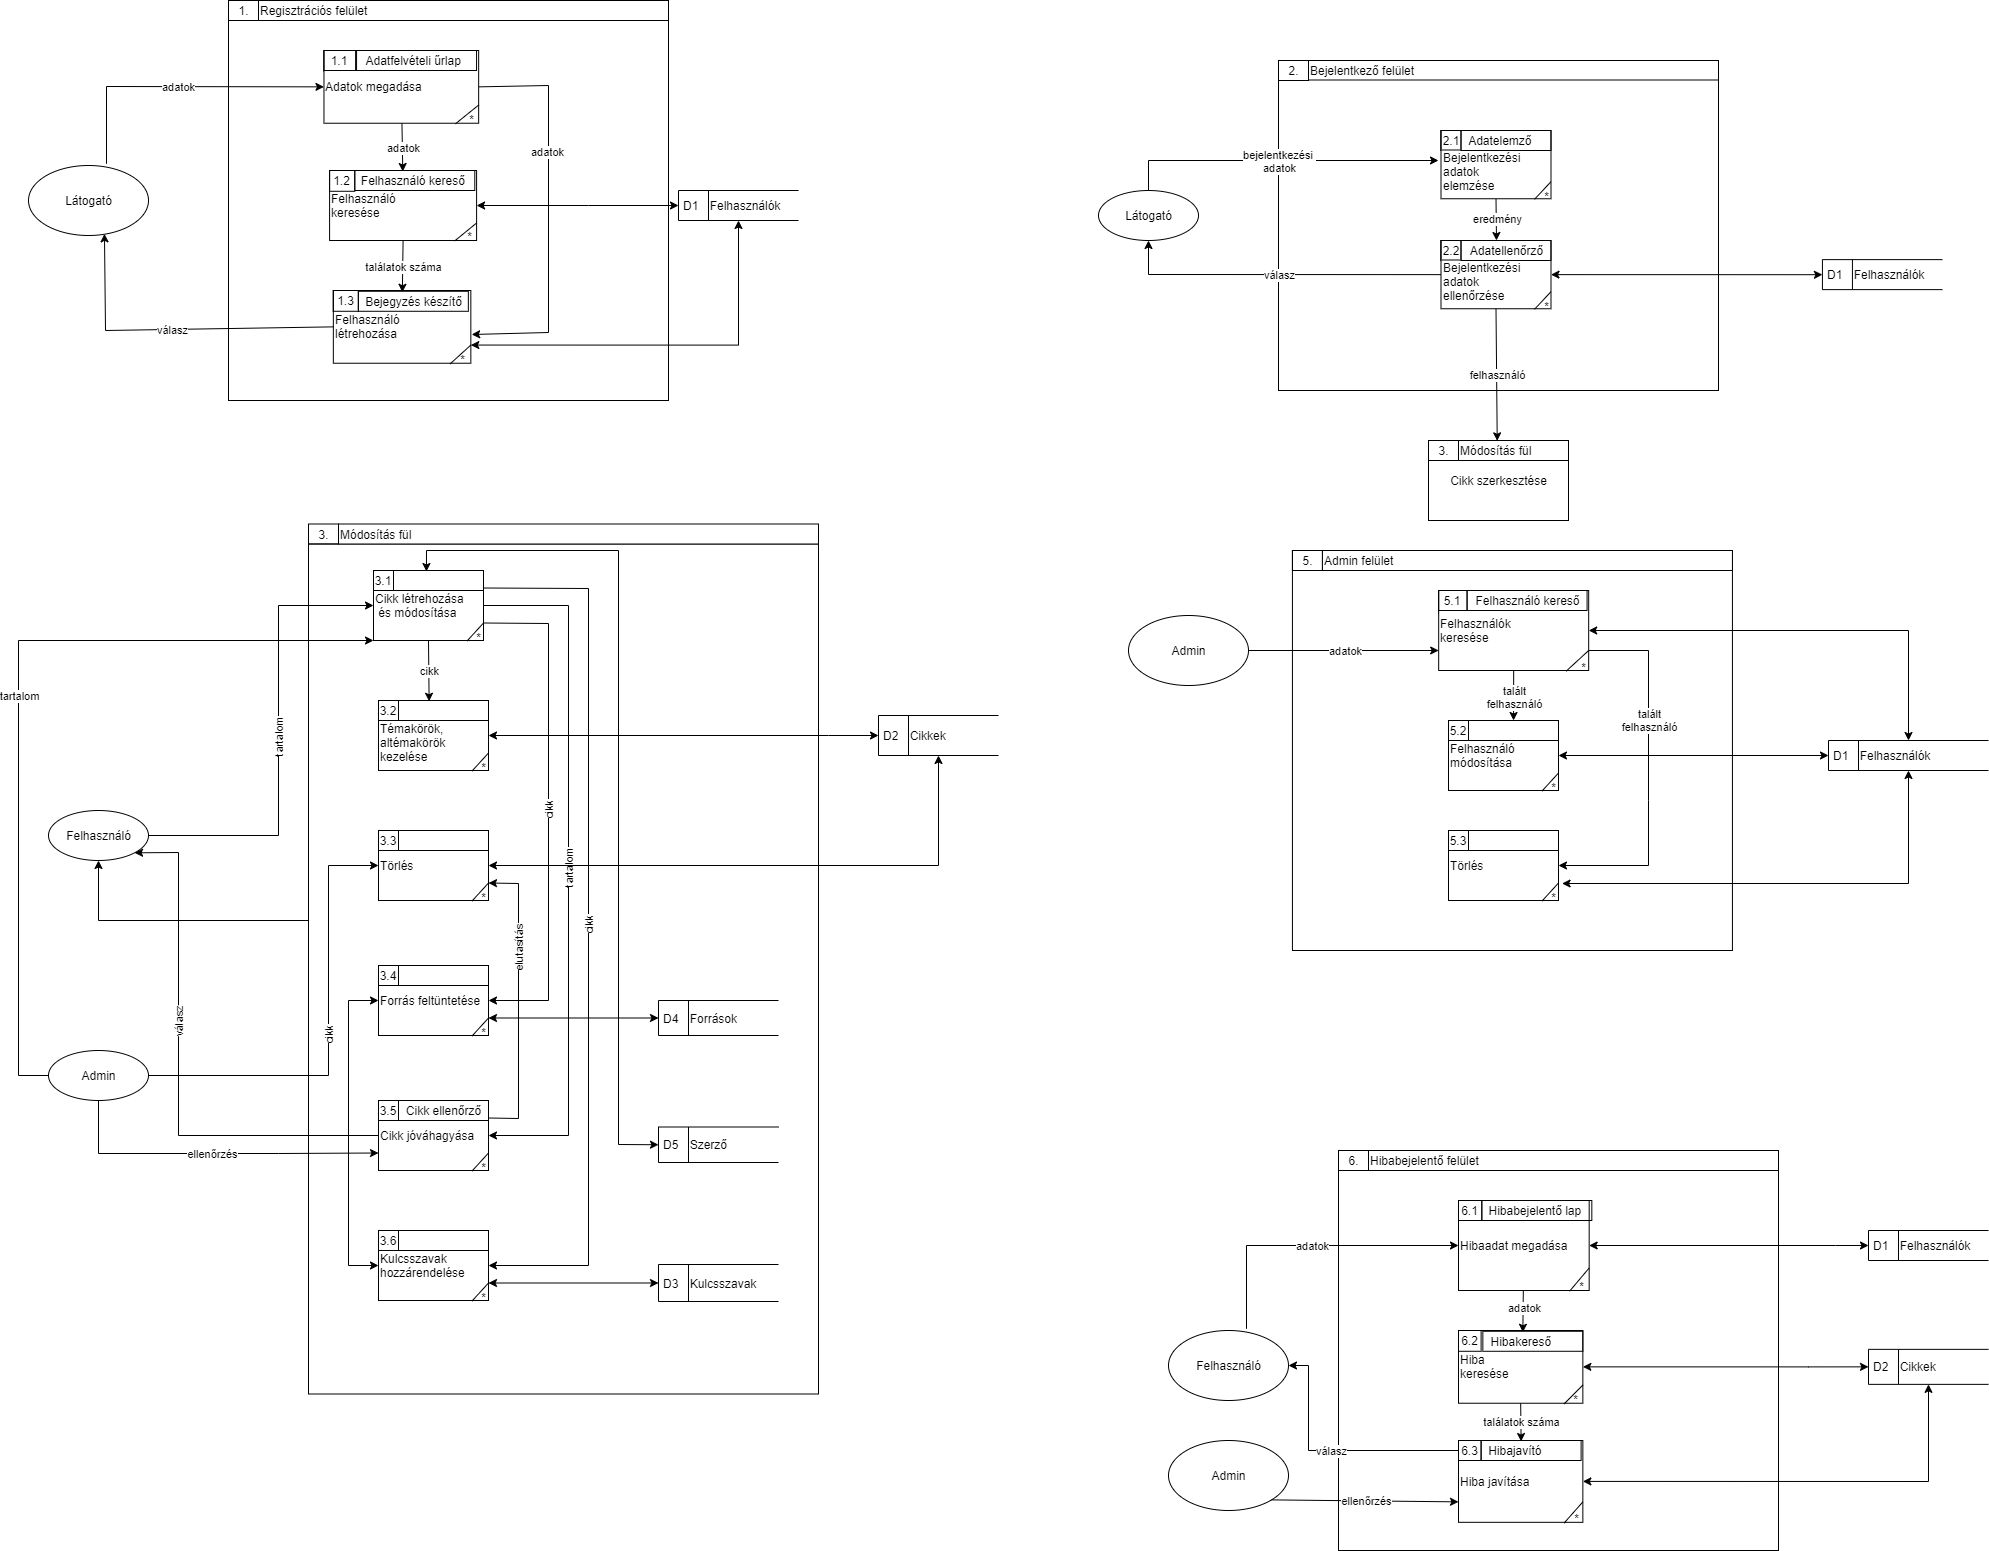 1. Regisztrációs felület
1.1 Adatfelvételi űrlap
Adatok megadása
*
adatok
adatok
adatok
1.2 Felhasználó kereső
Felhasználó
keresése
*
Látogató
D1 Felhasználók
találatok száma
1.3 Bejegyzés készítő
Felhasználó
létrehozása
*
válasz
2. Bejelentkező felület
2.1 Adatelemző
Bejelentkezési
adatok
elemzése
*
bejelentkezési
adatok
Látogató
eredmény
2.2 Adatellenőrző
Bejelentkezési
adatok
ellenőrzése
*
válasz
D1 Felhasználók
felhasználó
3. Módosítás fül
Cikk szerkesztése
3. Módosítás fül
3.1
Cikk létrehozása
és módosítása
*
cikk
tartalom
tartalom
3.2
Témakörök,
altémakörök
kezelése
*
D2 Cikkek
cikk
tartalom
cikk
Felhasználó
3.3
Törlés
*
elutasítás
3.4
Forrás feltüntetése
*
D4 Források
válasz
cikk
Admin
3.5 Cikk ellenőrző
Cikk jóváhagyása
*
ellenőrzés
D5 Szerző
3.6
Kulcsszavak
hozzárendelése
*
D3 Kulcsszavak
5. Admin felület
5.1 Felhasználó kereső
Felhasználók
keresése
*
Admin
adatok
talált
felhasználó
talált
felhasználó
5.2
Felhasználó
módosítása
*
D1 Felhasználók
5.3
Törlés
*
6. Hibabejelentő felület
6.1 Hibabejelentő lap
Hibaadat megadása
*
adatok
D1 Felhasználók
adatok
6.2 Hibakereső
Hiba
keresése
*
Felhasználó
D2 Cikkek
találatok száma
6.3 Hibajavító
Hiba javítása
*
válasz
Admin
ellenőrzés